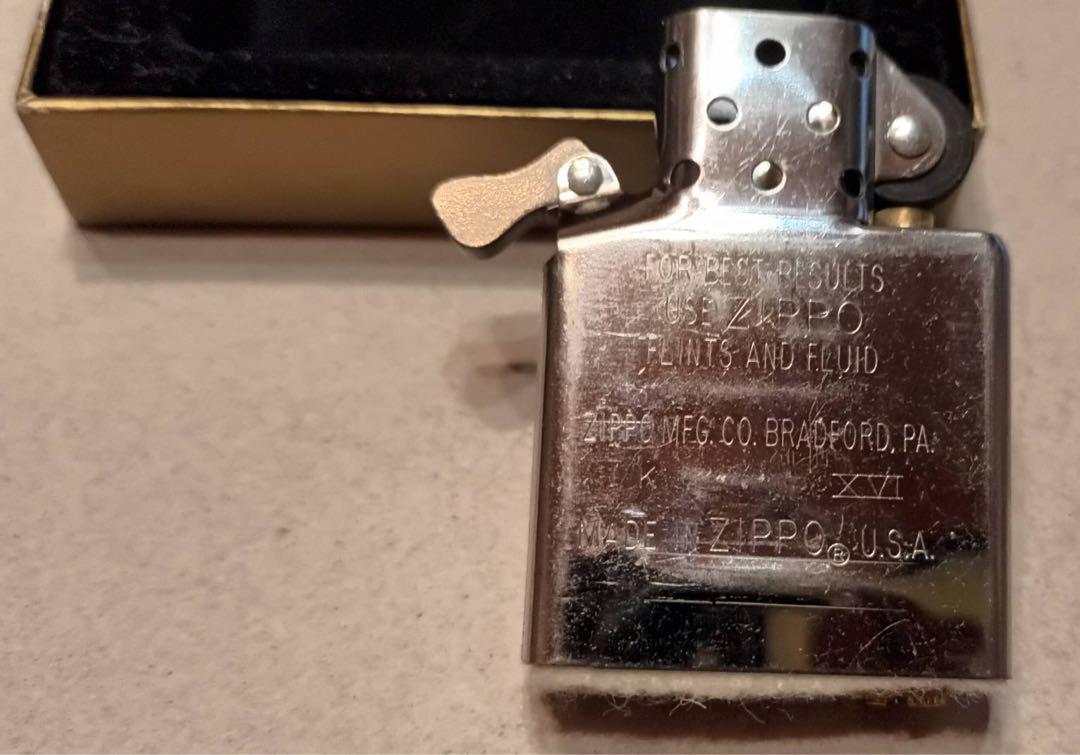 FOR BEST RESULTS
USE ZIPPO
FLINTS AND FLUID
ZIPPO MFG. CO. BRADFORD, PA.
K XVI
MADE IN ZIPPO® U.S.A.